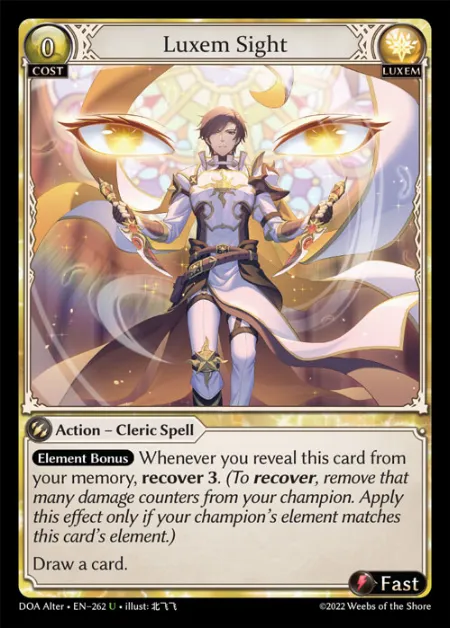 0
COST
Luxem Sight
LUXEM
Action – Cleric Spell
Element Bonus Whenever you reveal this card from
your memory, recover 3. (To recover, remove that
many damage counters from your champion. Apply
this effect only if your champion's element matches
this card's element.)
Draw a card.
Fast
DOA Alter • EN–262 U • illust: 北飞飞
©2022 Weebs of the Shore